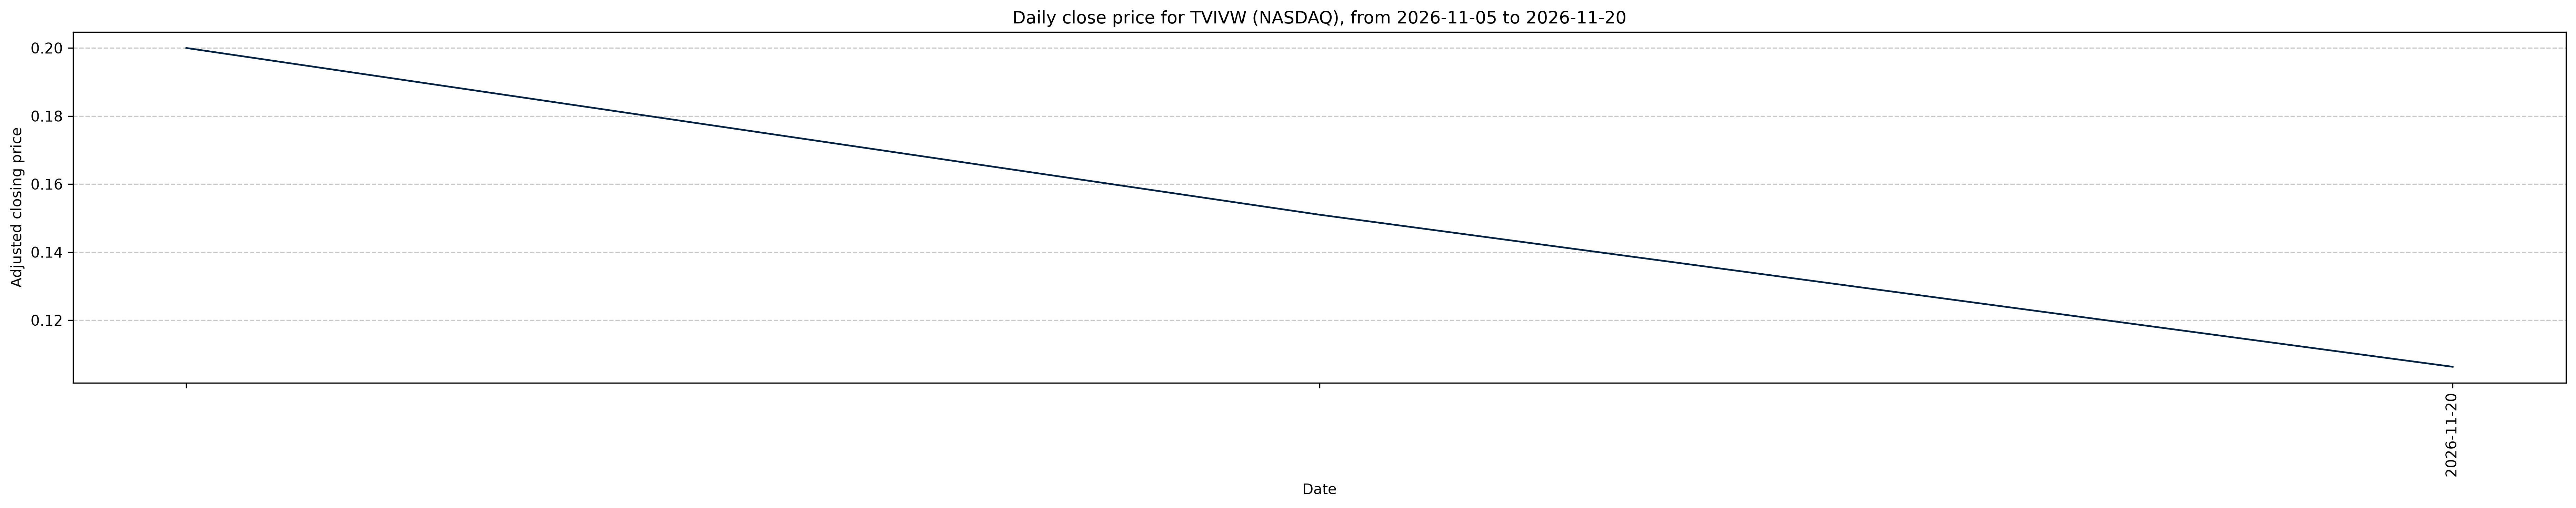 Daily close price for TVIVW (NASDAQ), from 2026-11-05 to 2026-11-20
Adjusted closing price
0.20
0.18
0.16
0.14
0.12
2026-11-20
Date